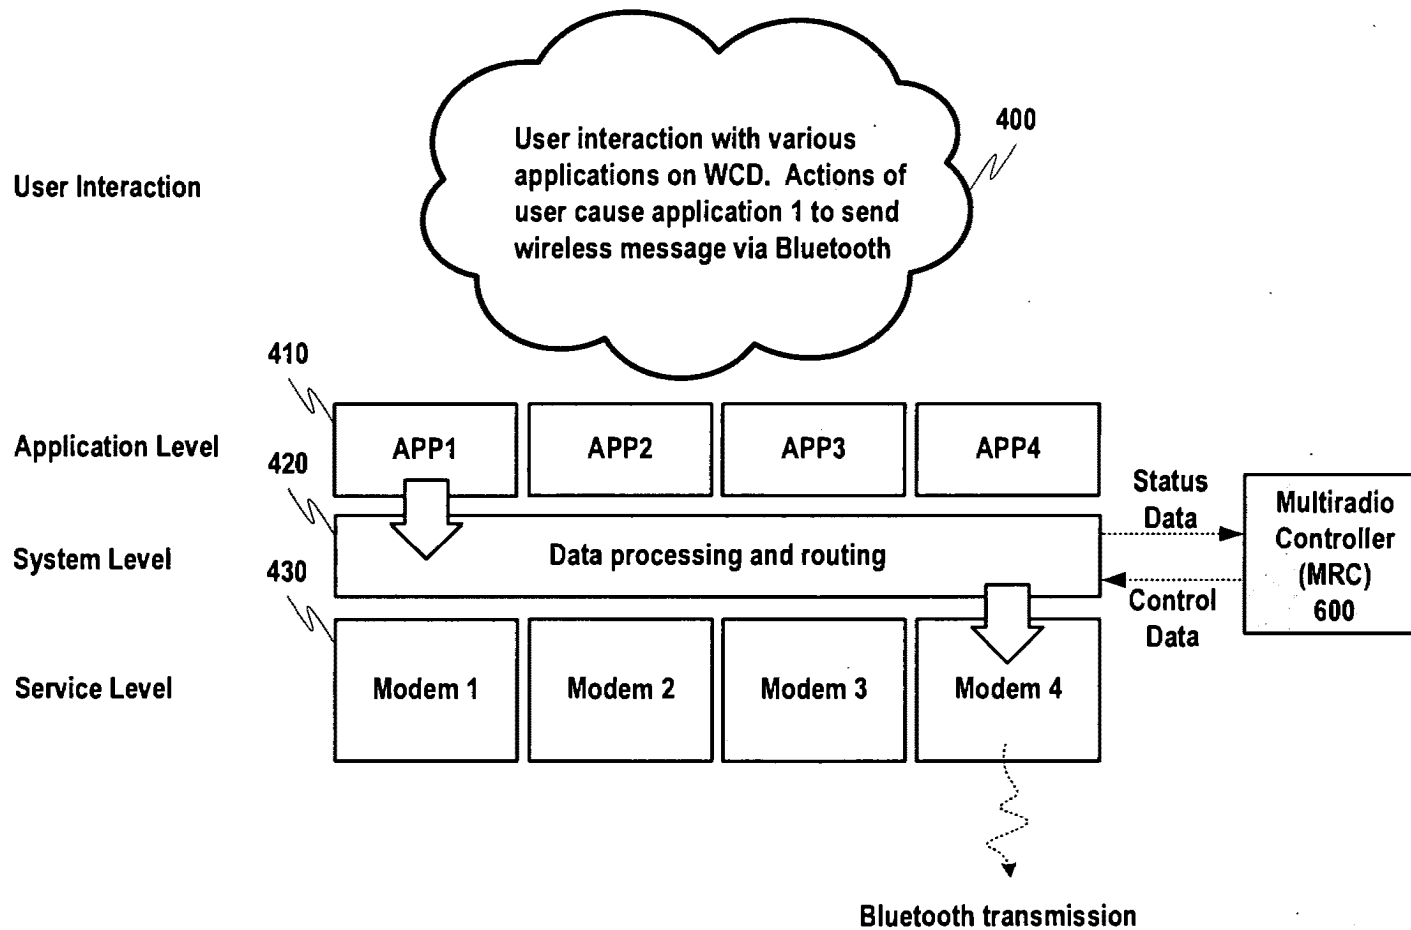 400
User interaction with various
applications on WCD. Actions of
user cause application 1 to send
wireless message via Bluetooth
User Interaction
410
Application Level
APP1
APP2
APP3
APP4
420
Status
Data
Multiradio
Controller
(MRC)
600
System Level
Data processing and routing
430
Control
Data
Service Level
Modem 1
Modem 2
Modem 3
Modem 4
Bluetooth transmission